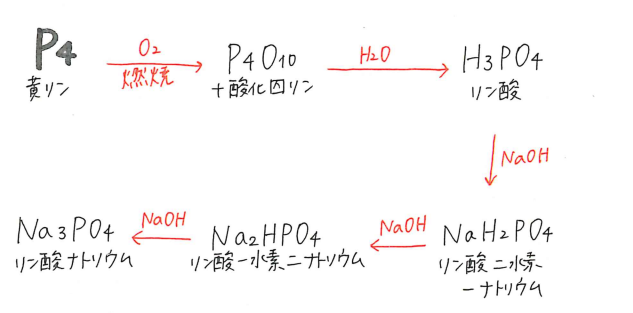 P4
黄リン
O2
燃焼
P4O10
十酸化四リン
H2O
H3PO4
リン酸
NaOH
NaH2PO4
リン酸二水素
一ナトリウム
NaOH
Na2HPO4
リン酸一水素二ナトリウム
NaOH
Na3PO4
リン酸ナトリウム